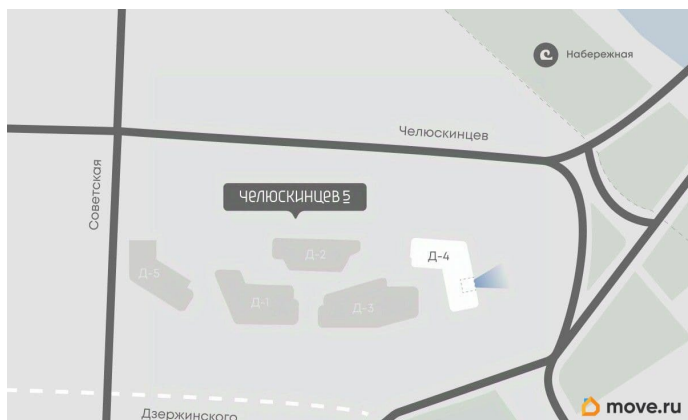 Набережная
Челюскинцев
Советская
ЧЕЛЮСКИНЦЕВ 5
Д-2
Д-4
Д-5
Д-1
Д-3
Дзержинского
move.ru